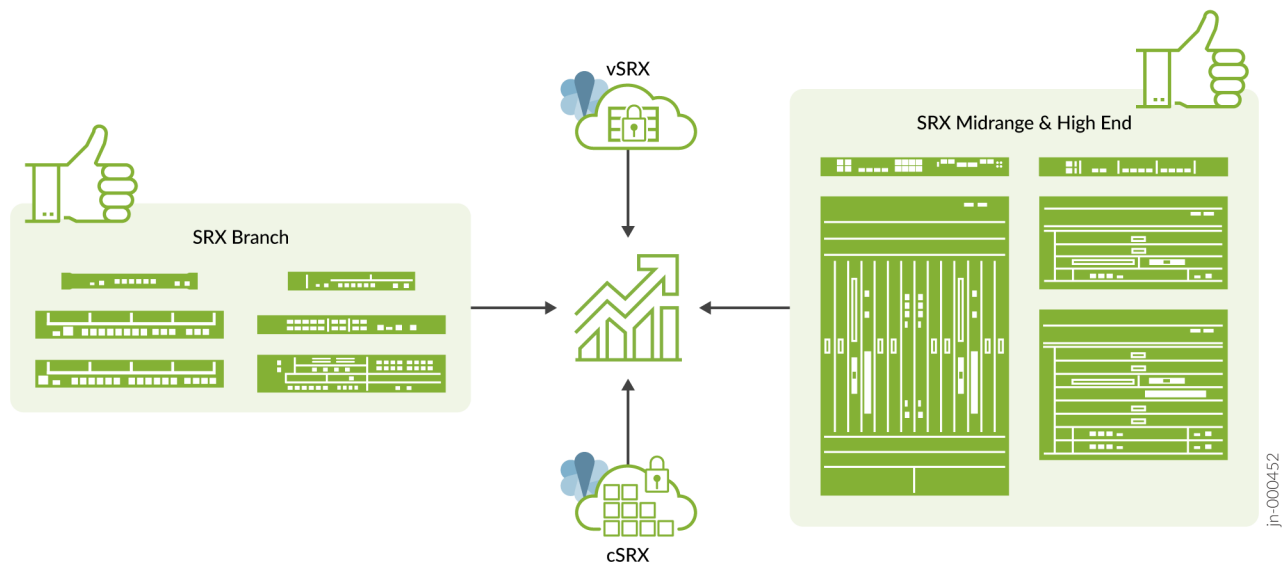 vSRX
SRX Midrange & High End
SRX Branch
cSRX
jn-000452